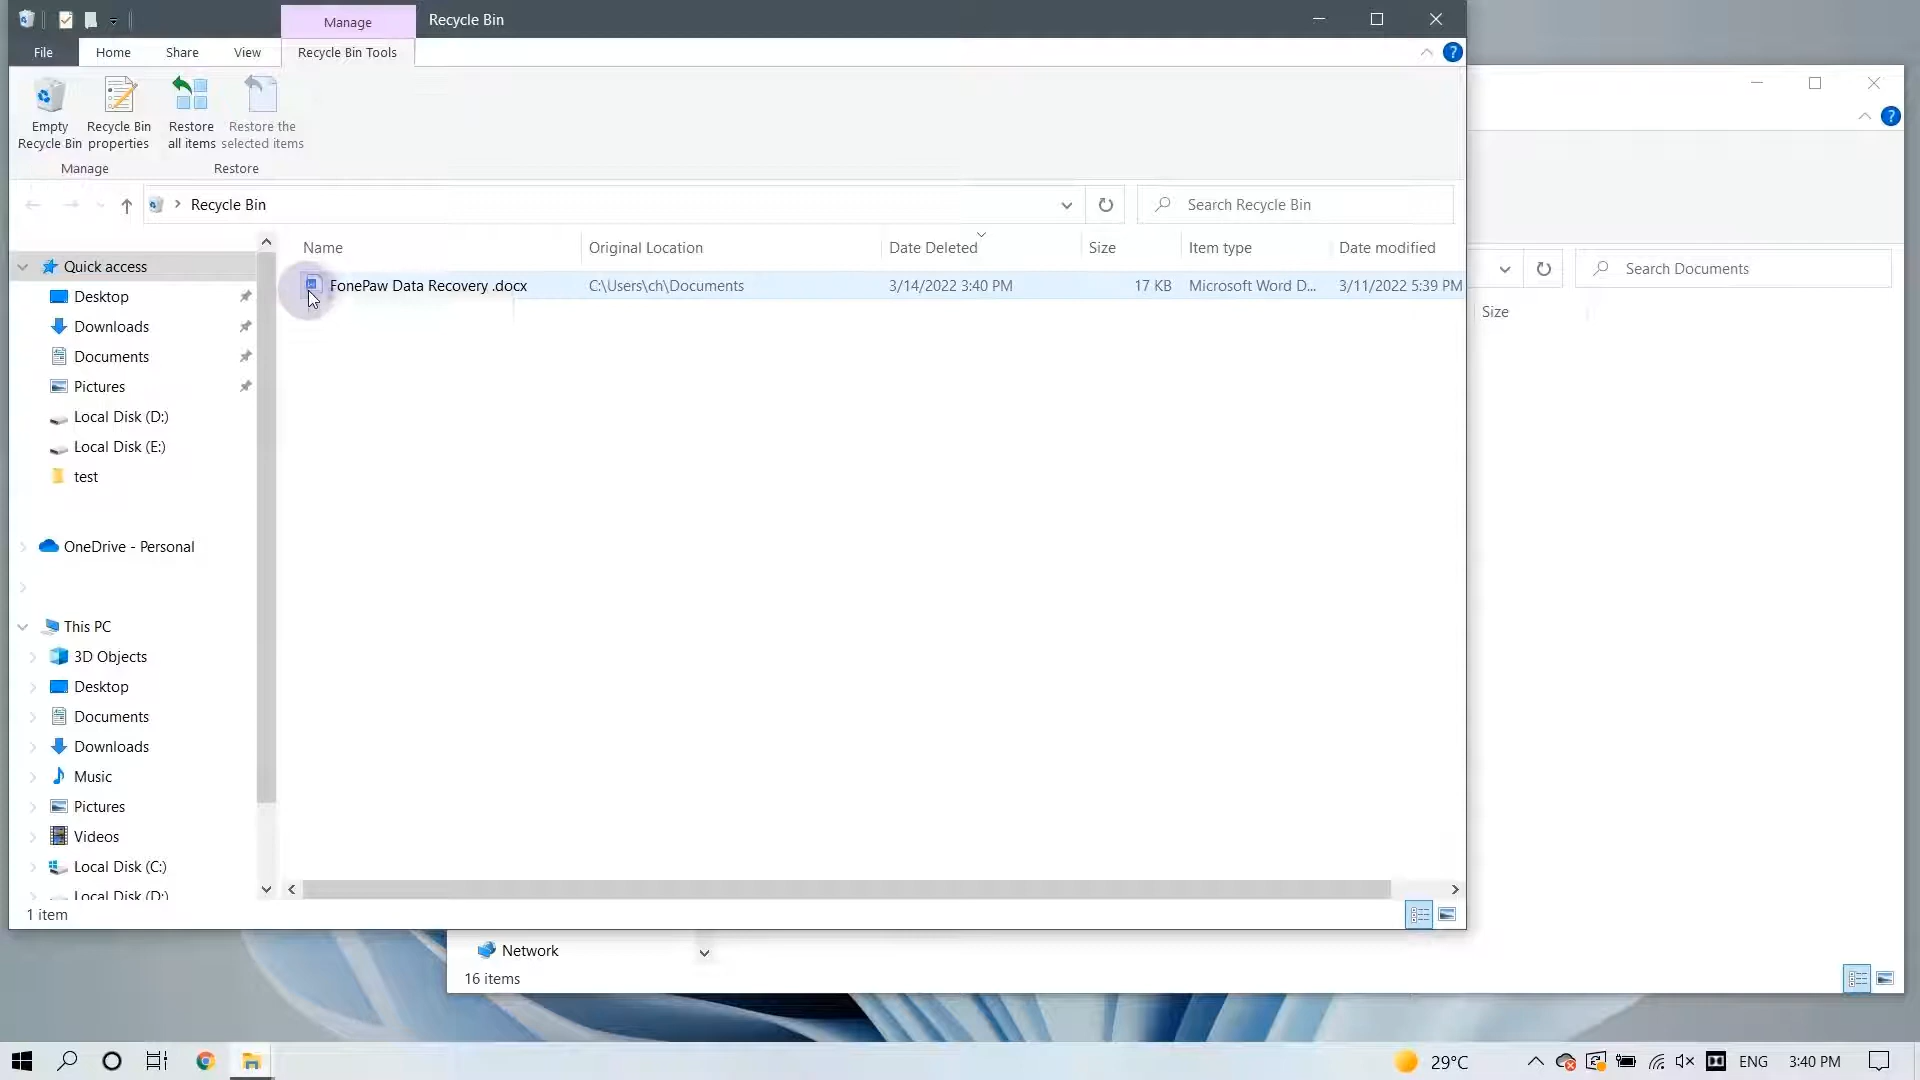 Manage
Recycle Bin
File
Home
Share
View
Recycle Bin Tools
Empty
Recycle Bin
Recycle Bin
properties
Restore
all items
Restore the
selected items
Manage
Restore
Recycle Bin
Search Recycle Bin
Search Documents
Name
Original Location
Date Deleted
Size
Item type
Date modified
Size
FonePaw Data Recovery .docx
C:\Users\ch\Documents
3/14/2022 3:40 PM
17 KB
Microsoft Word D...
3/11/2022 5:39 PM
Quick access
Desktop
Downloads
Documents
Pictures
Local Disk (D:)
Local Disk (E:)
test
OneDrive - Personal
This PC
3D Objects
Desktop
Documents
Downloads
Music
Pictures
Videos
Local Disk (C:)
Local Disk (D:)
1 item
Network
16 items
29°C
ENG
3:40 PM